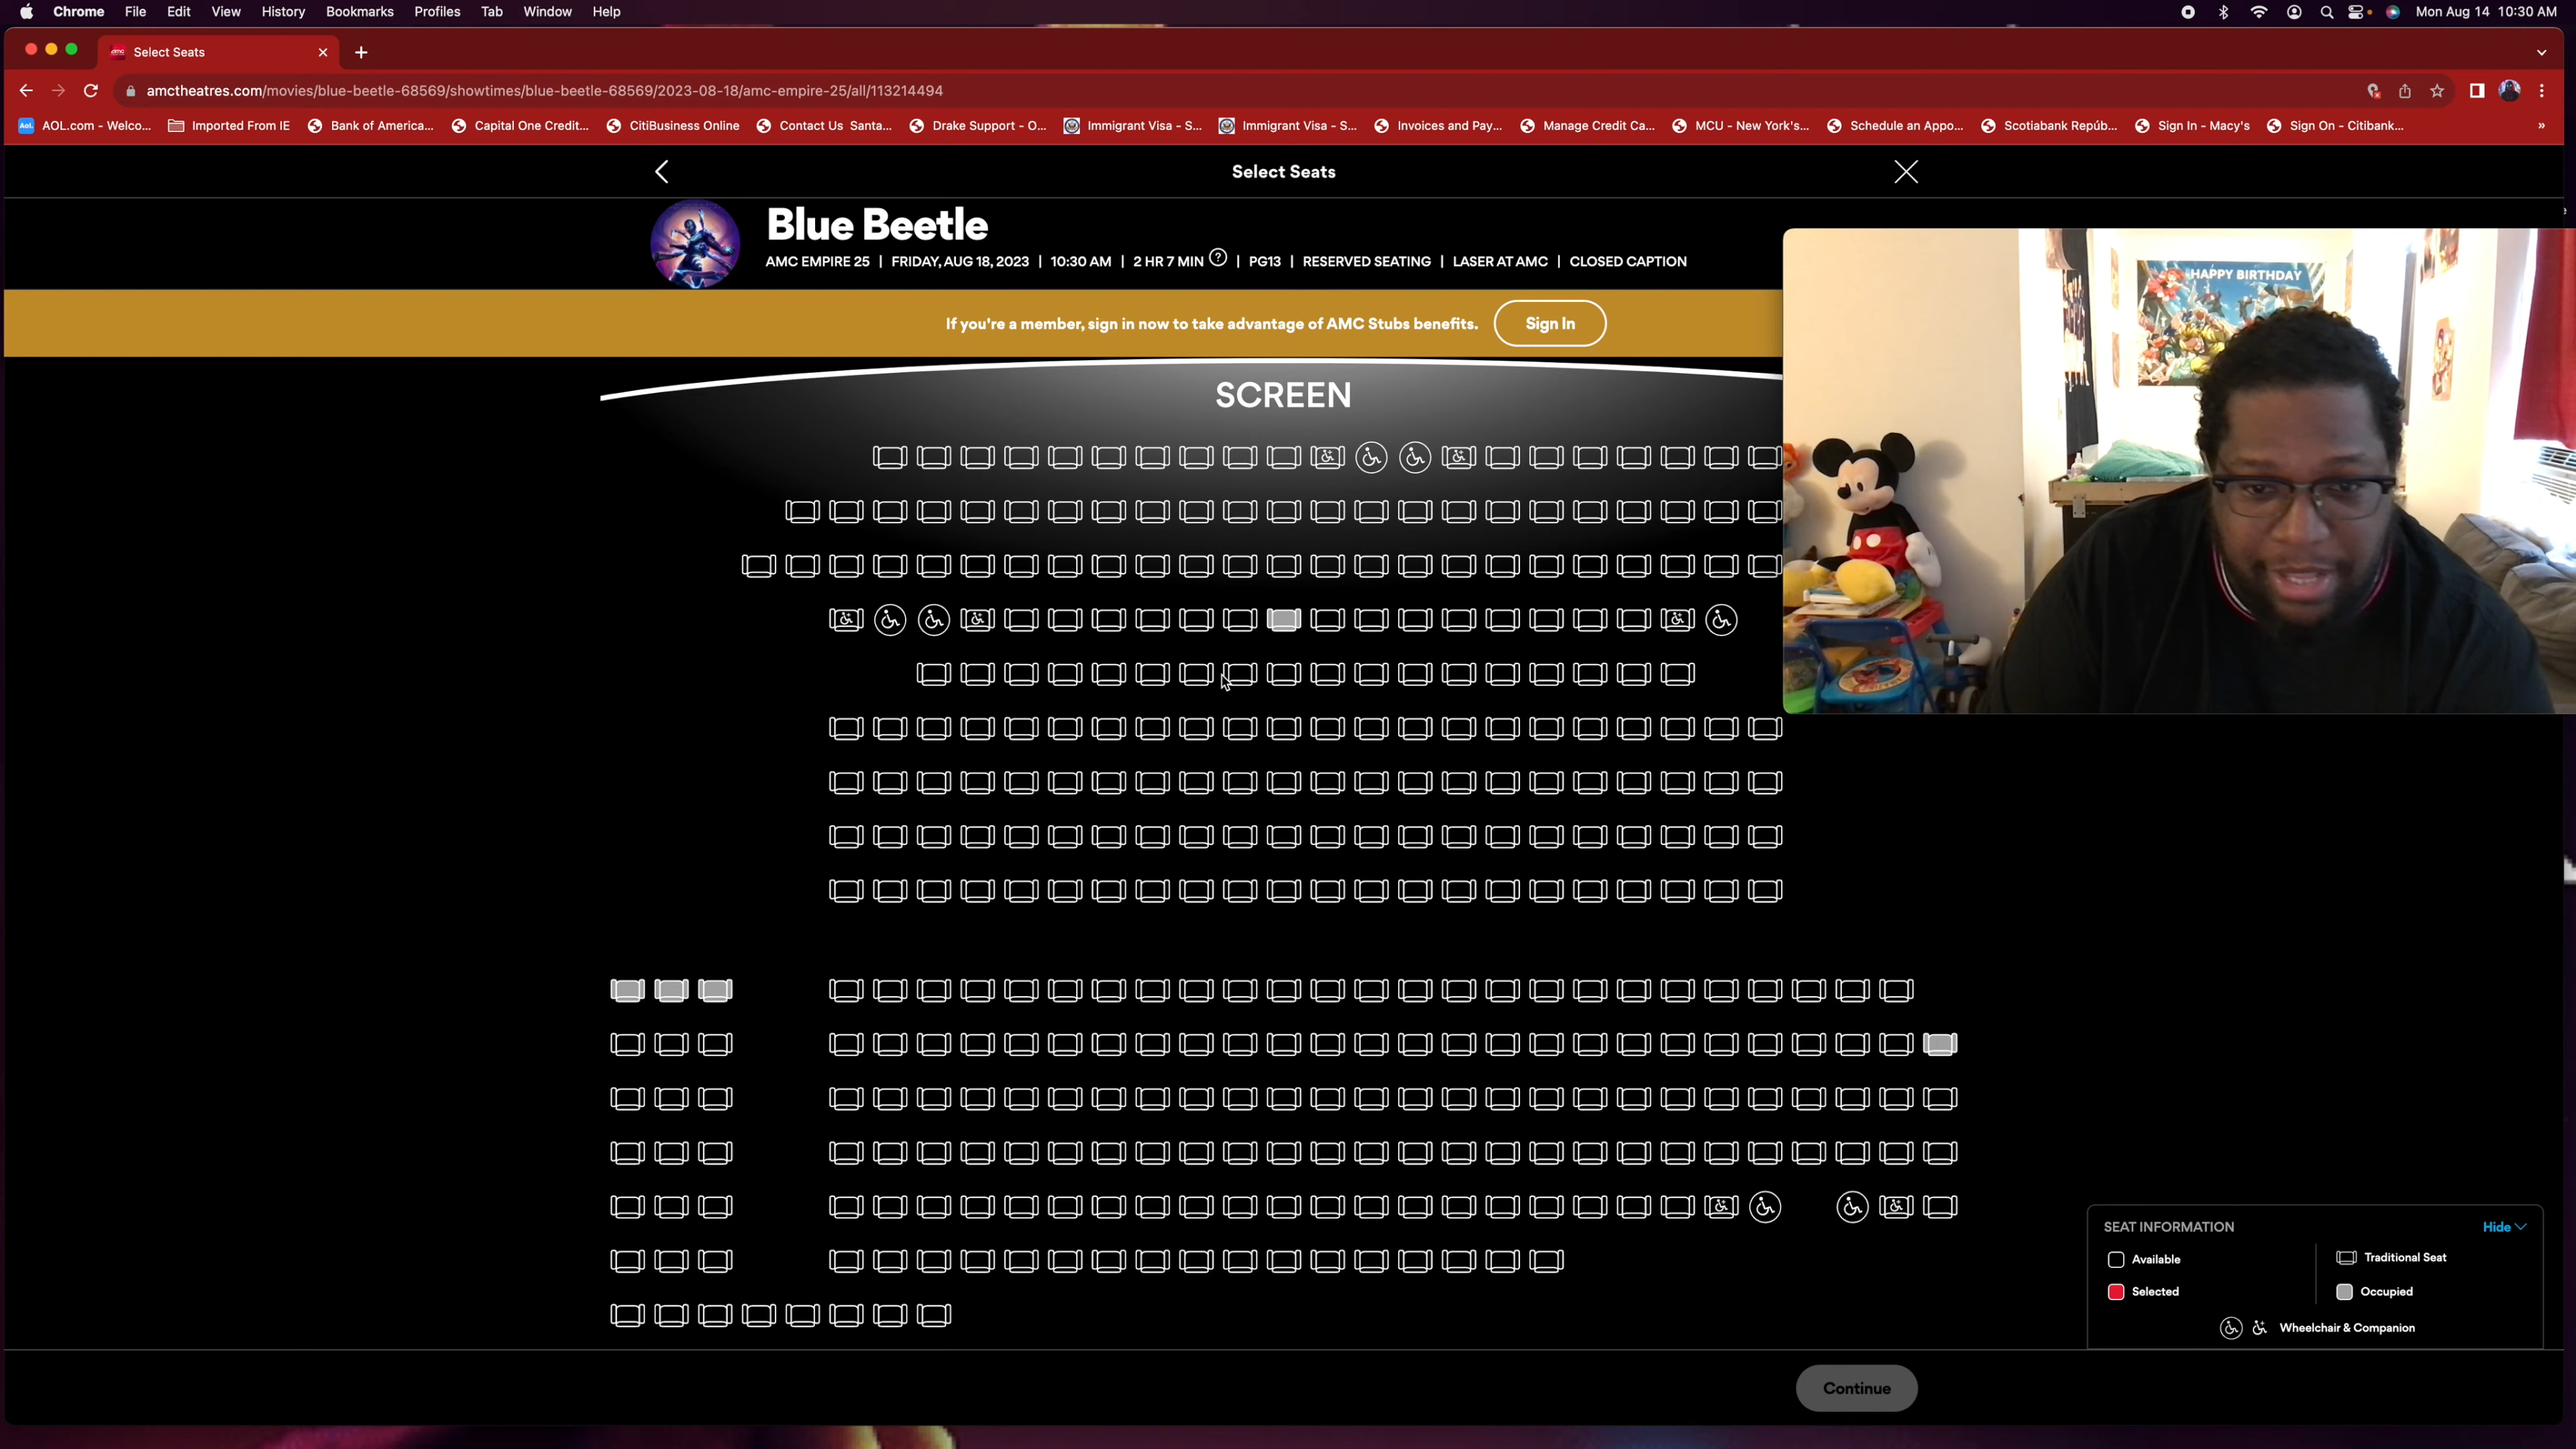 Chrome File Edit View History Bookmarks Profiles Tab Window Help Mon Aug 14 10:30 AM
amc Select Seats
amctheatres.com/movies/blue-beetle-68569/showtimes/blue-beetle-68569/2023-08-18/amc-empire-25/all/113214494
Aol. AOL.com - Welco... Imported From IE Bank of America... Capital One Credit... CitiBusiness Online Contact Us Santa... Drake Support - O... Immigrant Visa - S... Immigrant Visa - S... Invoices and Pay... Manage Credit Ca... MCU - New York's... Schedule an Appo... Scotiabank Repúb... Sign In - Macy's Sign On - Citibank... »
Select Seats
Blue Beetle
AMC EMPIRE 25 | FRIDAY, AUG 18, 2023 | 10:30 AM | 2 HR 7 MIN ? | PG13 | RESERVED SEATING | LASER AT AMC | CLOSED CAPTION
HAPPY BIRTHDAY
If you're a member, sign in now to take advantage of AMC Stubs benefits. Sign In
SCREEN
SEAT INFORMATION Hide
Available Traditional Seat
Selected Occupied
Wheelchair & Companion
Continue